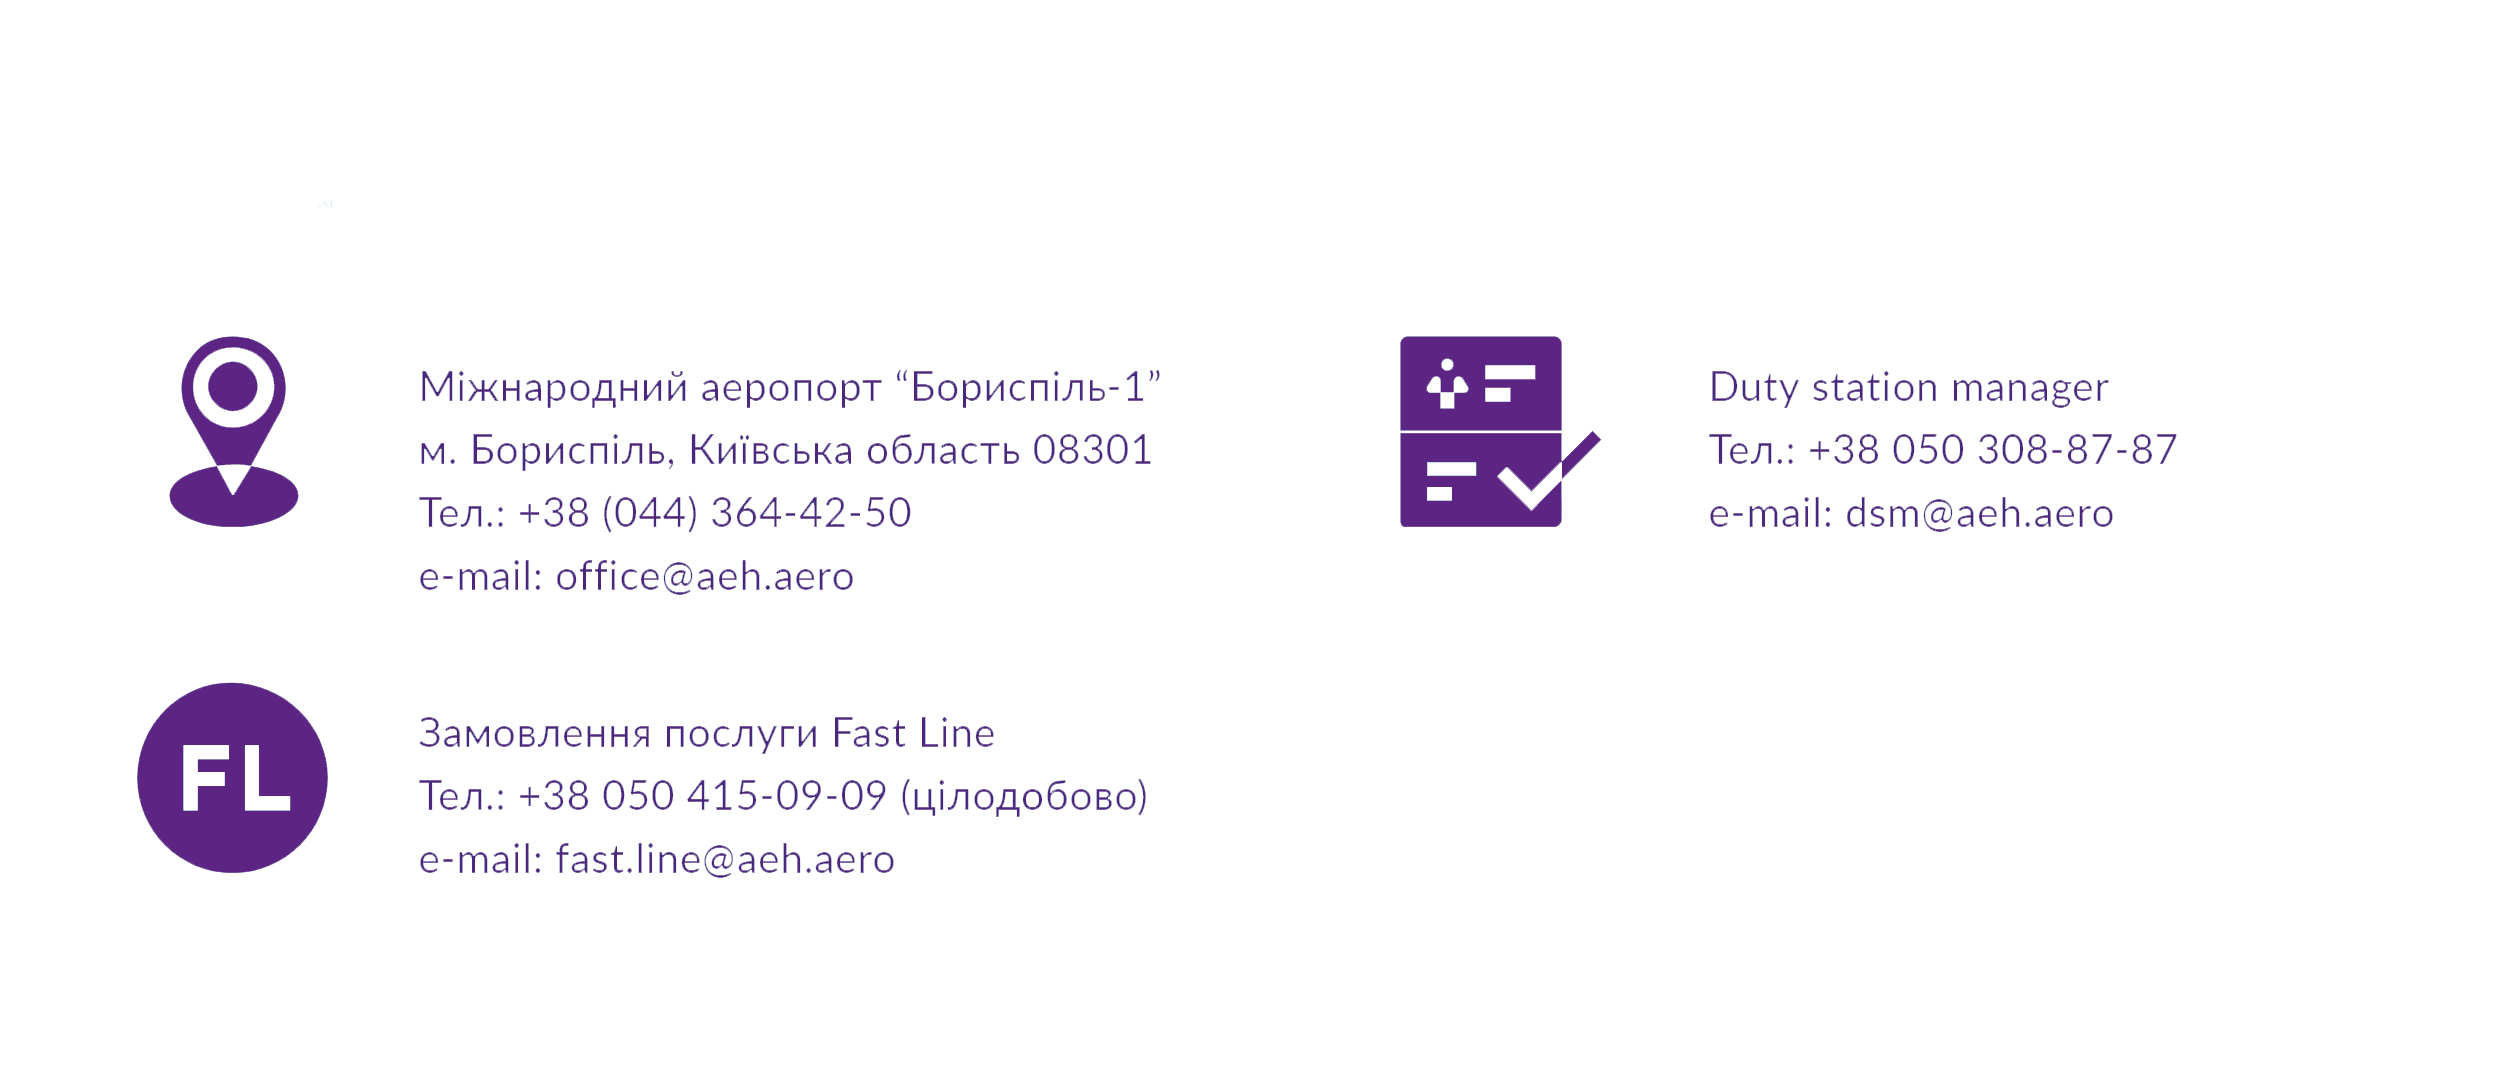 Міжнародний аеропорт “Бориспіль-1”
м. Бориспіль, Київська область 08301
Тел.: +38 (044) 364-42-50
e-mail: office@aeh.aero
Duty station manager
Тел.: +38 050 308-87-87
e-mail: dsm@aeh.aero
FL
Замовлення послуги Fast Line
Тел.: +38 050 415-09-09 (цілодобово)
e-mail: fast.line@aeh.aero